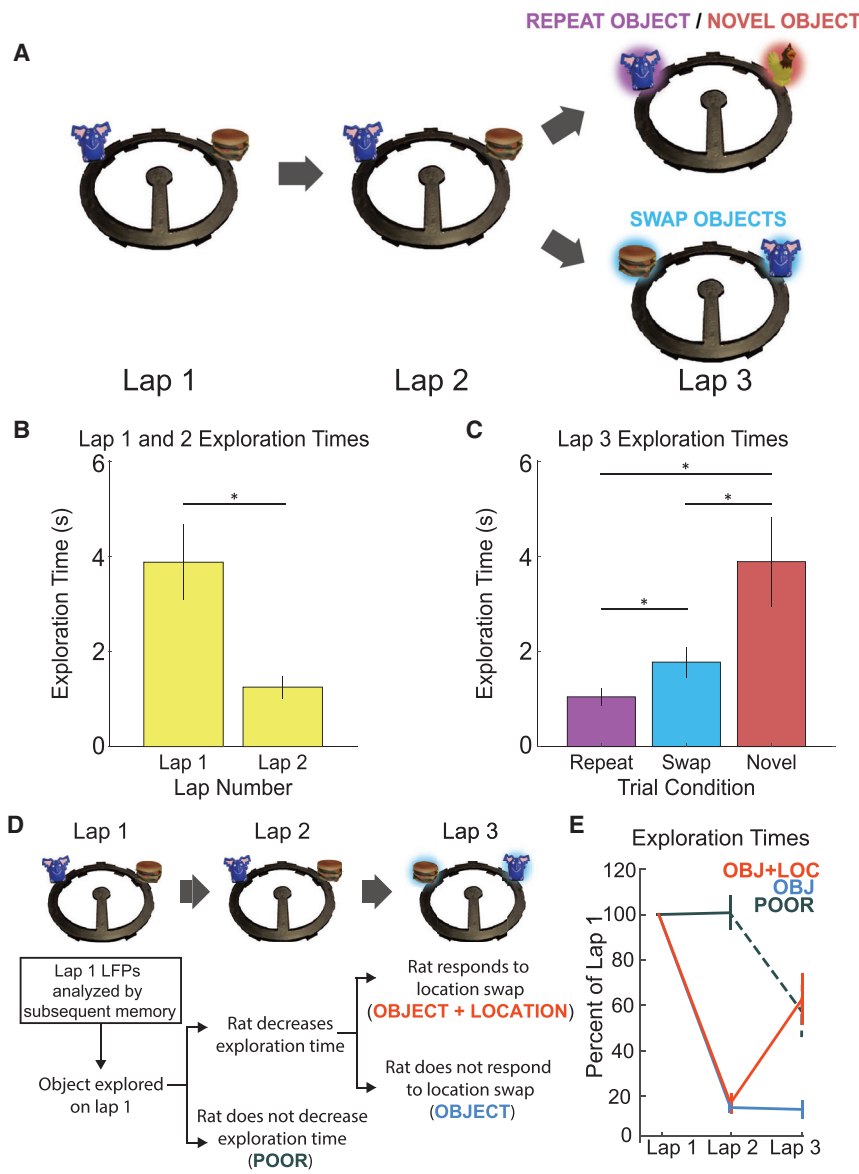 A
REPEAT OBJECT / NOVEL OBJECT
SWAP OBJECTS
Lap 1
Lap 2
Lap 3
B
Lap 1 and 2 Exploration Times
Exploration Time (s)
6
4
2
0
*
Lap 1
Lap 2
Lap Number
C
Lap 3 Exploration Times
Exploration Time (s)
6
4
2
0
*
*
*
Repeat
Swap
Novel
Trial Condition
D
Lap 1
Lap 2
Lap 3
Lap 1 LFPs
analyzed by
subsequent memory
Object explored
on lap 1
Rat decreases
exploration time
Rat does not decrease
exploration time
(POOR)
Rat responds to
location swap
(OBJECT + LOCATION)
Rat does not respond
to location swap
(OBJECT)
E
Exploration Times
Percent of Lap 1
120
100
80
60
40
20
0
OBJ+LOC
OBJ
POOR
Lap 1
Lap 2
Lap 3